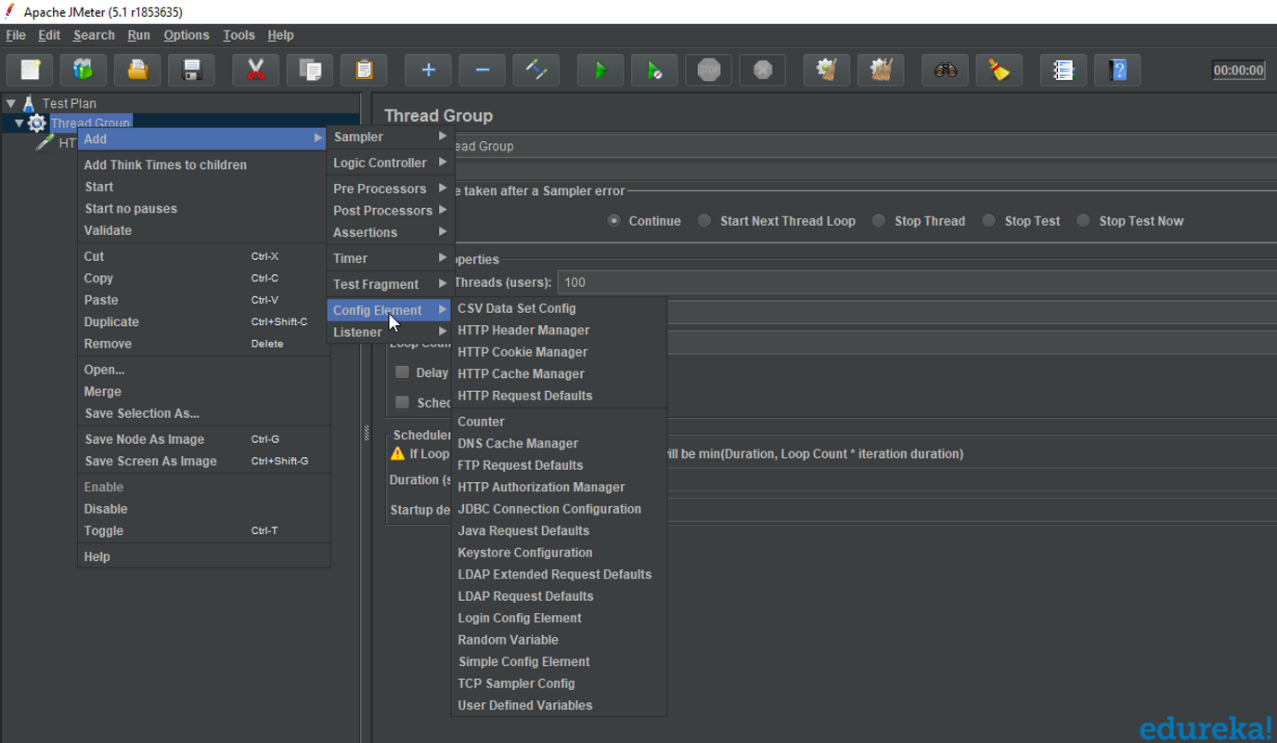 Apache JMeter (5.1 r1853635)
File Edit Search Run Options Tools Help
STOP
00:00:00
Test Plan
Thread Group
HT
Add
Add Think Times to children
Start
Start no pauses
Validate
Cut Ctrl-X
Copy Ctrl-C
Paste Ctrl-V
Duplicate Ctrl+Shift-C
Remove Delete
Open...
Merge
Save Selection As...
Save Node As Image Ctrl-G
Save Screen As Image Ctrl+Shift-G
Enable
Disable
Toggle Ctrl-T
Help
Sampler
Logic Controller
Pre Processors
Post Processors
Assertions
Timer
Test Fragment
Config Element
Listener
CSV Data Set Config
HTTP Header Manager
HTTP Cookie Manager
HTTP Cache Manager
HTTP Request Defaults
Counter
DNS Cache Manager
FTP Request Defaults
HTTP Authorization Manager
JDBC Connection Configuration
Java Request Defaults
Keystore Configuration
LDAP Extended Request Defaults
LDAP Request Defaults
Login Config Element
Random Variable
Simple Config Element
TCP Sampler Config
User Defined Variables
Thread Group
ead Group
e taken after a Sampler error
Continue Start Next Thread Loop Stop Thread Stop Test Stop Test Now
operties
Threads (users): 100
Loop Coun
Delay
Sched
Scheduler
If Loop ill be min(Duration, Loop Count * iteration duration)
Duration (s
Startup de
edureka!